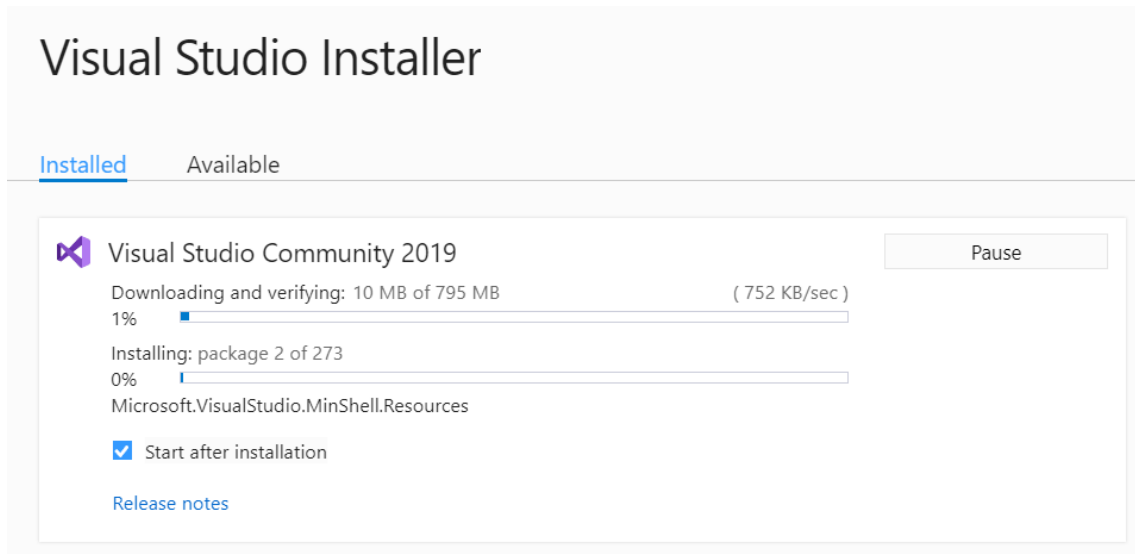 Visual Studio Installer
Installed Available
Visual Studio Community 2019 Pause
Downloading and verifying: 10 MB of 795 MB ( 752 KB/sec )
1%
Installing: package 2 of 273
0%
Microsoft.VisualStudio.MinShell.Resources
Start after installation
Release notes